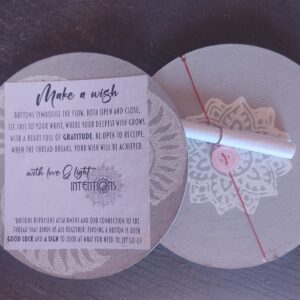 Make a wish
BUTTONS SYMBOLISE THE FLOW, BOTH OPEN AND CLOSE,
TIE THIS TO YOUR WRIST, WHERE YOUR DEEPEST WISH GROWS,
WITH A HEART FULL OF GRATITUDE, BE OPEN TO RECEIVE,
WHEN THE THREAD BREAKS, YOUR WISH WILL BE ACHIEVED.
with love & light
INTENTIONS
*BUTTONS REPRESENT ATTACHMENT AND OUR CONNECTION TO THE
THREAD THAT BINDS US ALL TOGETHER. FINDING A BUTTON IS BOTH
GOOD LUCK AND A SIGN TO LOOK AT WHAT YOU NEED TO LET GO OF